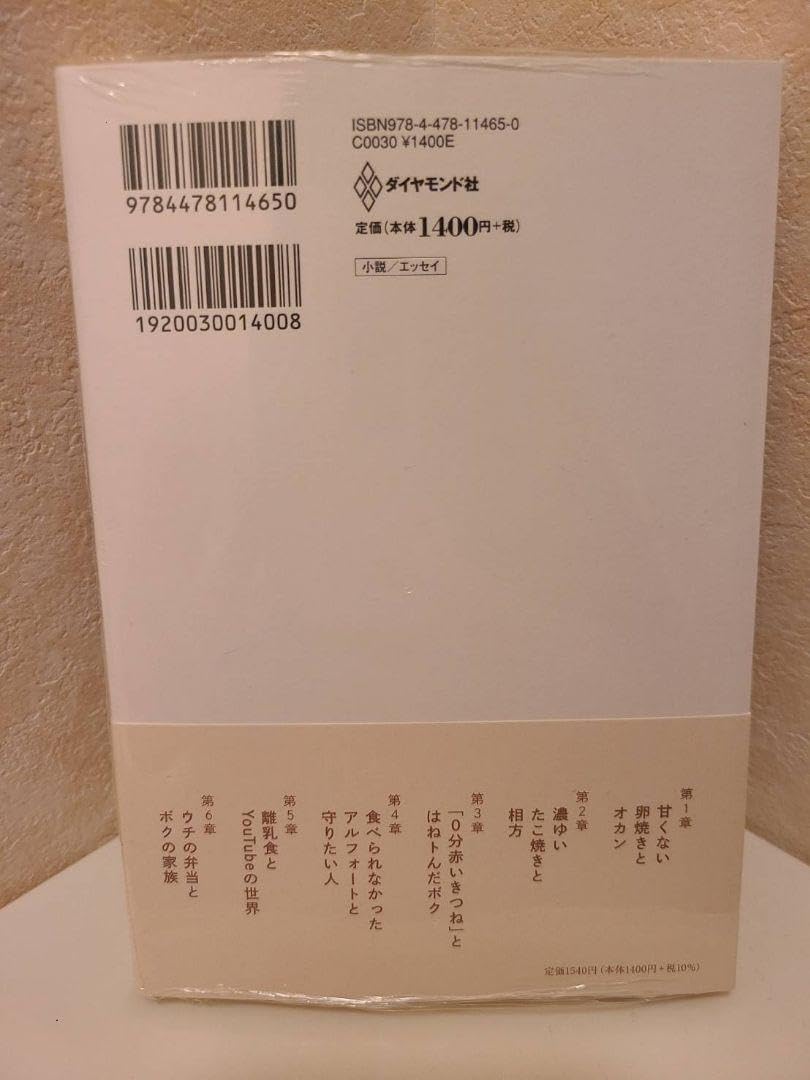 9784478114650
1920030014008
ISBN978-4-478-11465-0
C0030 ¥1400E
ダイヤモンド社
定価(本体1400円+税)
小説/エッセイ
第1章
甘くない
卵焼きと
オカン
第2章
濃ゆい
たこ焼きと
相方
第3章
「0分赤いきつね」と
はねトんだボク
第4章
食べられなかった
アルフォートと
守りたい人
第5章
離乳食と
YouTubeの世界
第6章
ウチの弁当と
ボクの家族
定価1540円(本体1400円+税10%)